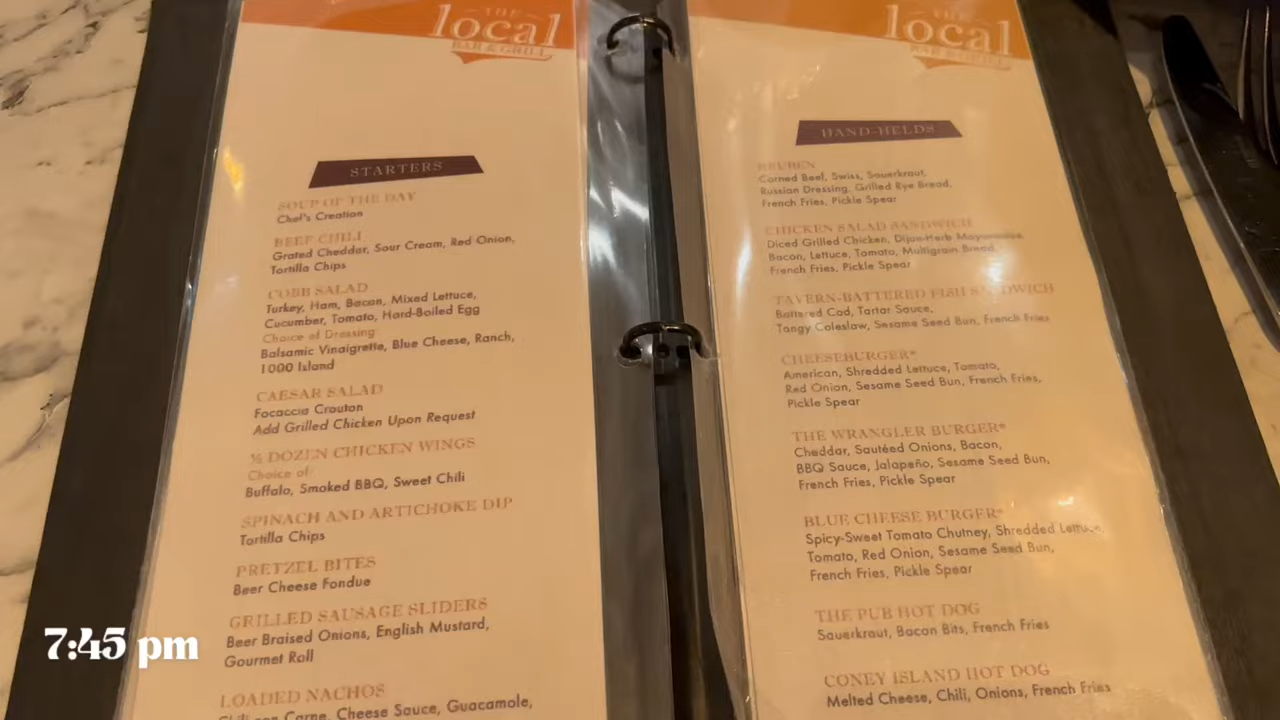 THE
local
BAR & GRILL
STARTERS
SOUP OF THE DAY
Chef's Creation
BEEF CHILI
Grated Cheddar, Sour Cream, Red Onion,
Tortilla Chips
COBB SALAD
Turkey, Ham, Bacon, Mixed Lettuce,
Cucumber, Tomato, Hard-Boiled Egg
Choice of Dressing:
Balsamic Vinaigrette, Blue Cheese, Ranch,
1000 Island
CAESAR SALAD
Focaccia Crouton
Add Grilled Chicken Upon Request
½ DOZEN CHICKEN WINGS
Choice of:
Buffalo, Smoked BBQ, Sweet Chili
SPINACH AND ARTICHOKE DIP
Tortilla Chips
PRETZEL BITES
Beer Cheese Fondue
GRILLED SAUSAGE SLIDERS
Beer Braised Onions, English Mustard,
Gourmet Roll
LOADED NACHOS
Chili con Carne, Cheese Sauce, Guacamole,
THE
local
BAR & GRILL
HAND-HELDS
REUBEN
Corned Beef, Swiss, Sauerkraut,
Russian Dressing, Grilled Rye Bread,
French Fries, Pickle Spear
CHICKEN SALAD SANDWICH
Diced Grilled Chicken, Dijon-Herb Mayonnaise
Bacon, Lettuce, Tomato, Multigrain Bread,
French Fries, Pickle Spear
TAVERN-BATTERED FISH SANDWICH
Battered Cod, Tartar Sauce,
Tangy Coleslaw, Sesame Seed Bun, French Fries
CHEESEBURGER*
American, Shredded Lettuce, Tomato,
Red Onion, Sesame Seed Bun, French Fries,
Pickle Spear
THE WRANGLER BURGER*
Cheddar, Sautéed Onions, Bacon,
BBQ Sauce, Jalapeño, Sesame Seed Bun,
French Fries, Pickle Spear
BLUE CHEESE BURGER*
Spicy-Sweet Tomato Chutney, Shredded Lettuce,
Tomato, Red Onion, Sesame Seed Bun,
French Fries, Pickle Spear
THE PUB HOT DOG
Sauerkraut, Bacon Bits, French Fries
CONEY ISLAND HOT DOG
Melted Cheese, Chili, Onions, French Fries
7:45 pm